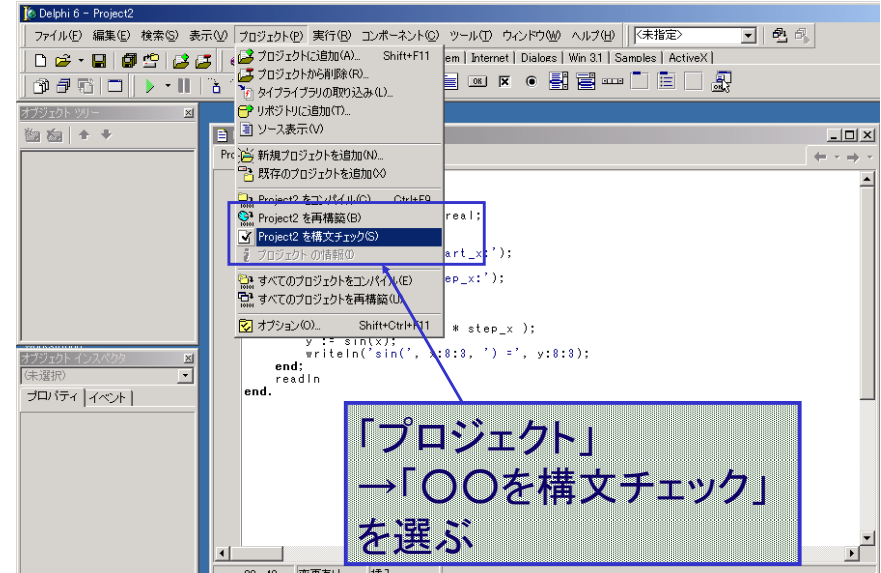 Delphi 6 - Project2
ファイル(F) 編集(E) 検索(S) 表示(V) プロジェクト(P) 実行(R) コンポーネント(C) ツール(T) ウィンドウ(W) ヘルプ(H) <未指定>
em | Internet | Dialogs | Win 3.1 | Samples | ActiveX |
プロジェクトに追加(A)... Shift+F11
プロジェクトから削除(R)...
タイプライブラリの取り込み(L)...
リポジトリに追加(T)...
ソース表示(V)
新規プロジェクトを追加(N)...
既存のプロジェクトを追加(X)
Project2 をコンパイル(C) Ctrl+F9
Project2 を再構築(B)
Project2 を構文チェック(S)
プロジェクトの情報(I)
すべてのプロジェクトをコンパイル(E)
すべてのプロジェクトを再構築(U)
オプション(O)... Shift+Ctrl+F11
オブジェクト ツリー
オブジェクト インスペクタ
(未選択)
プロパティ イベント
real;
art_x:');
ep_x:');
* step_x );
y := sin(x);
writeln('sin(', x:8:3, ') =', y:8:3);
end;
readln
end.
「プロジェクト」
→「〇〇を構文チェック」
を選ぶ